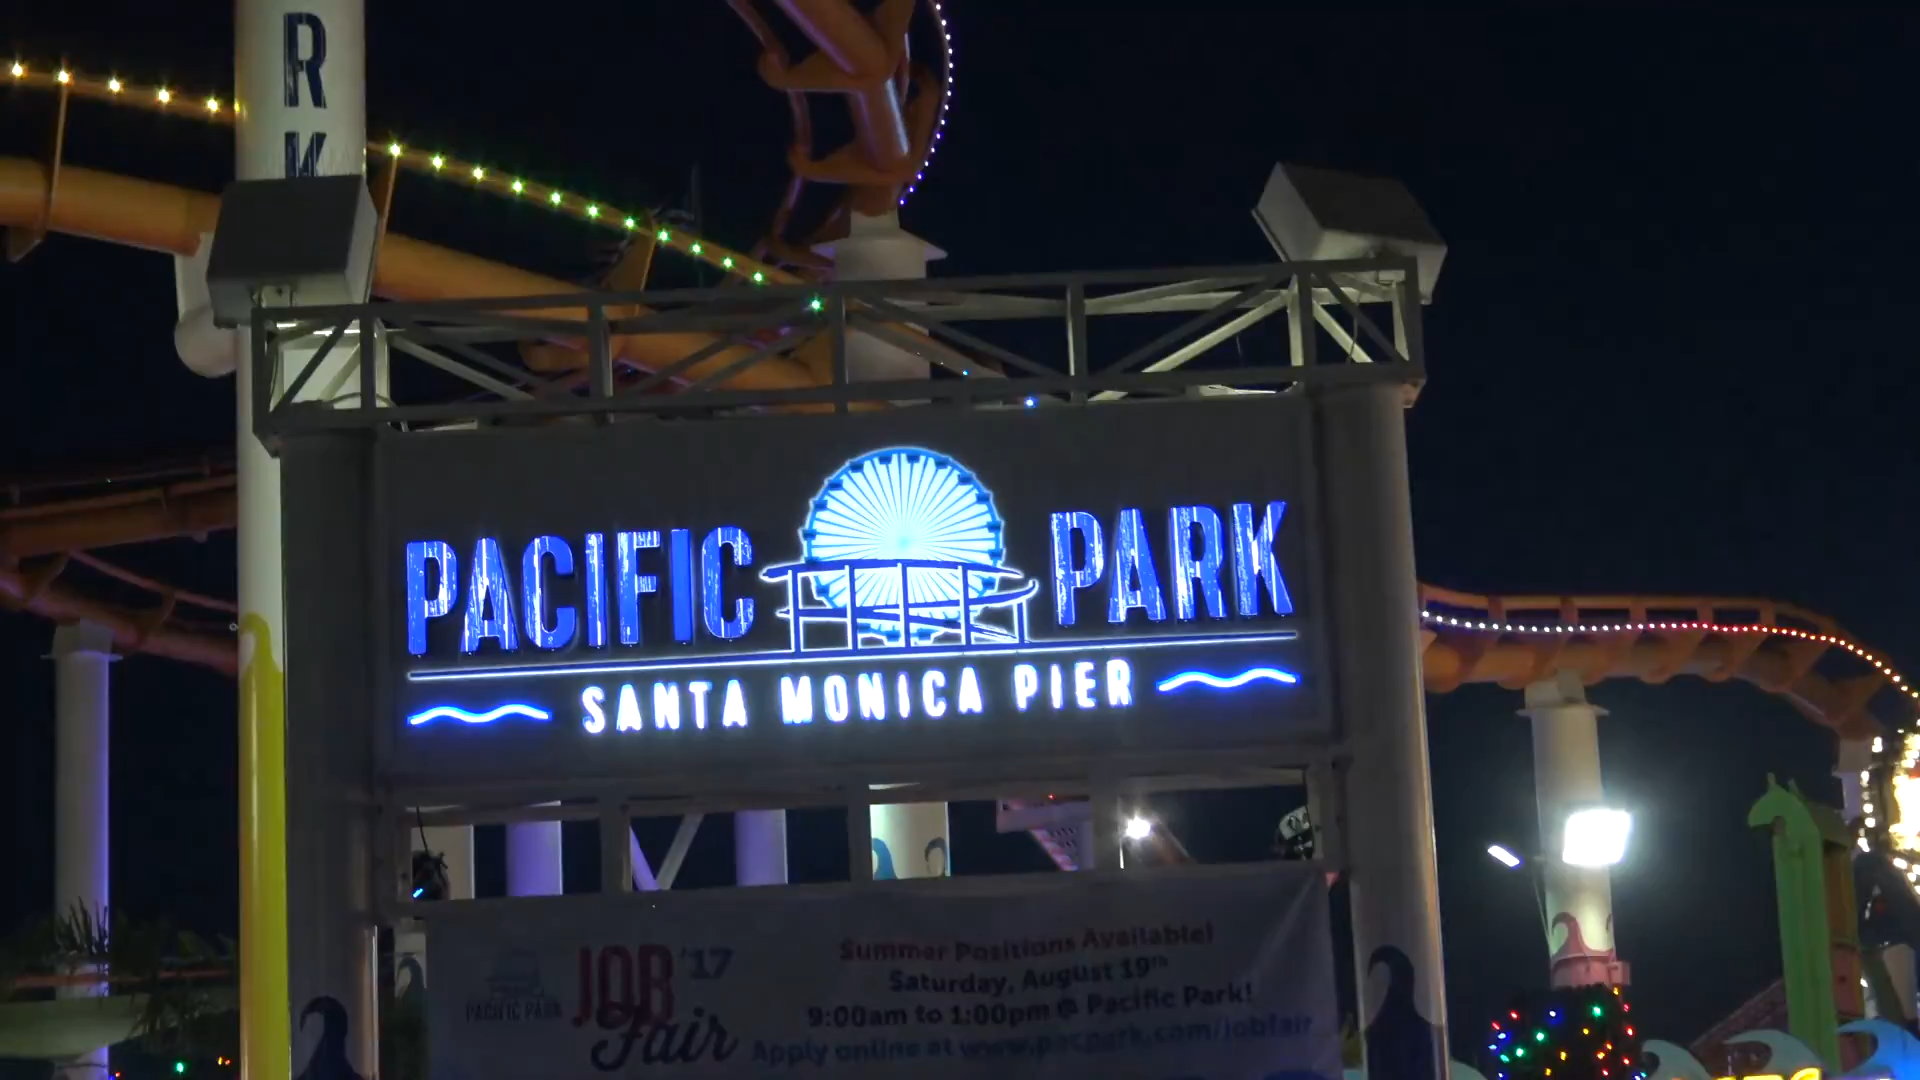 RK
PACIFIC PARK
SANTA MONICA PIER
PACIFIC PARK
JOB '17
Fair
Summer Positions Available!
Saturday, August 19th
9:00am to 1:00pm @ Pacific Park!
Apply online at www.pacpark.com/jobfair